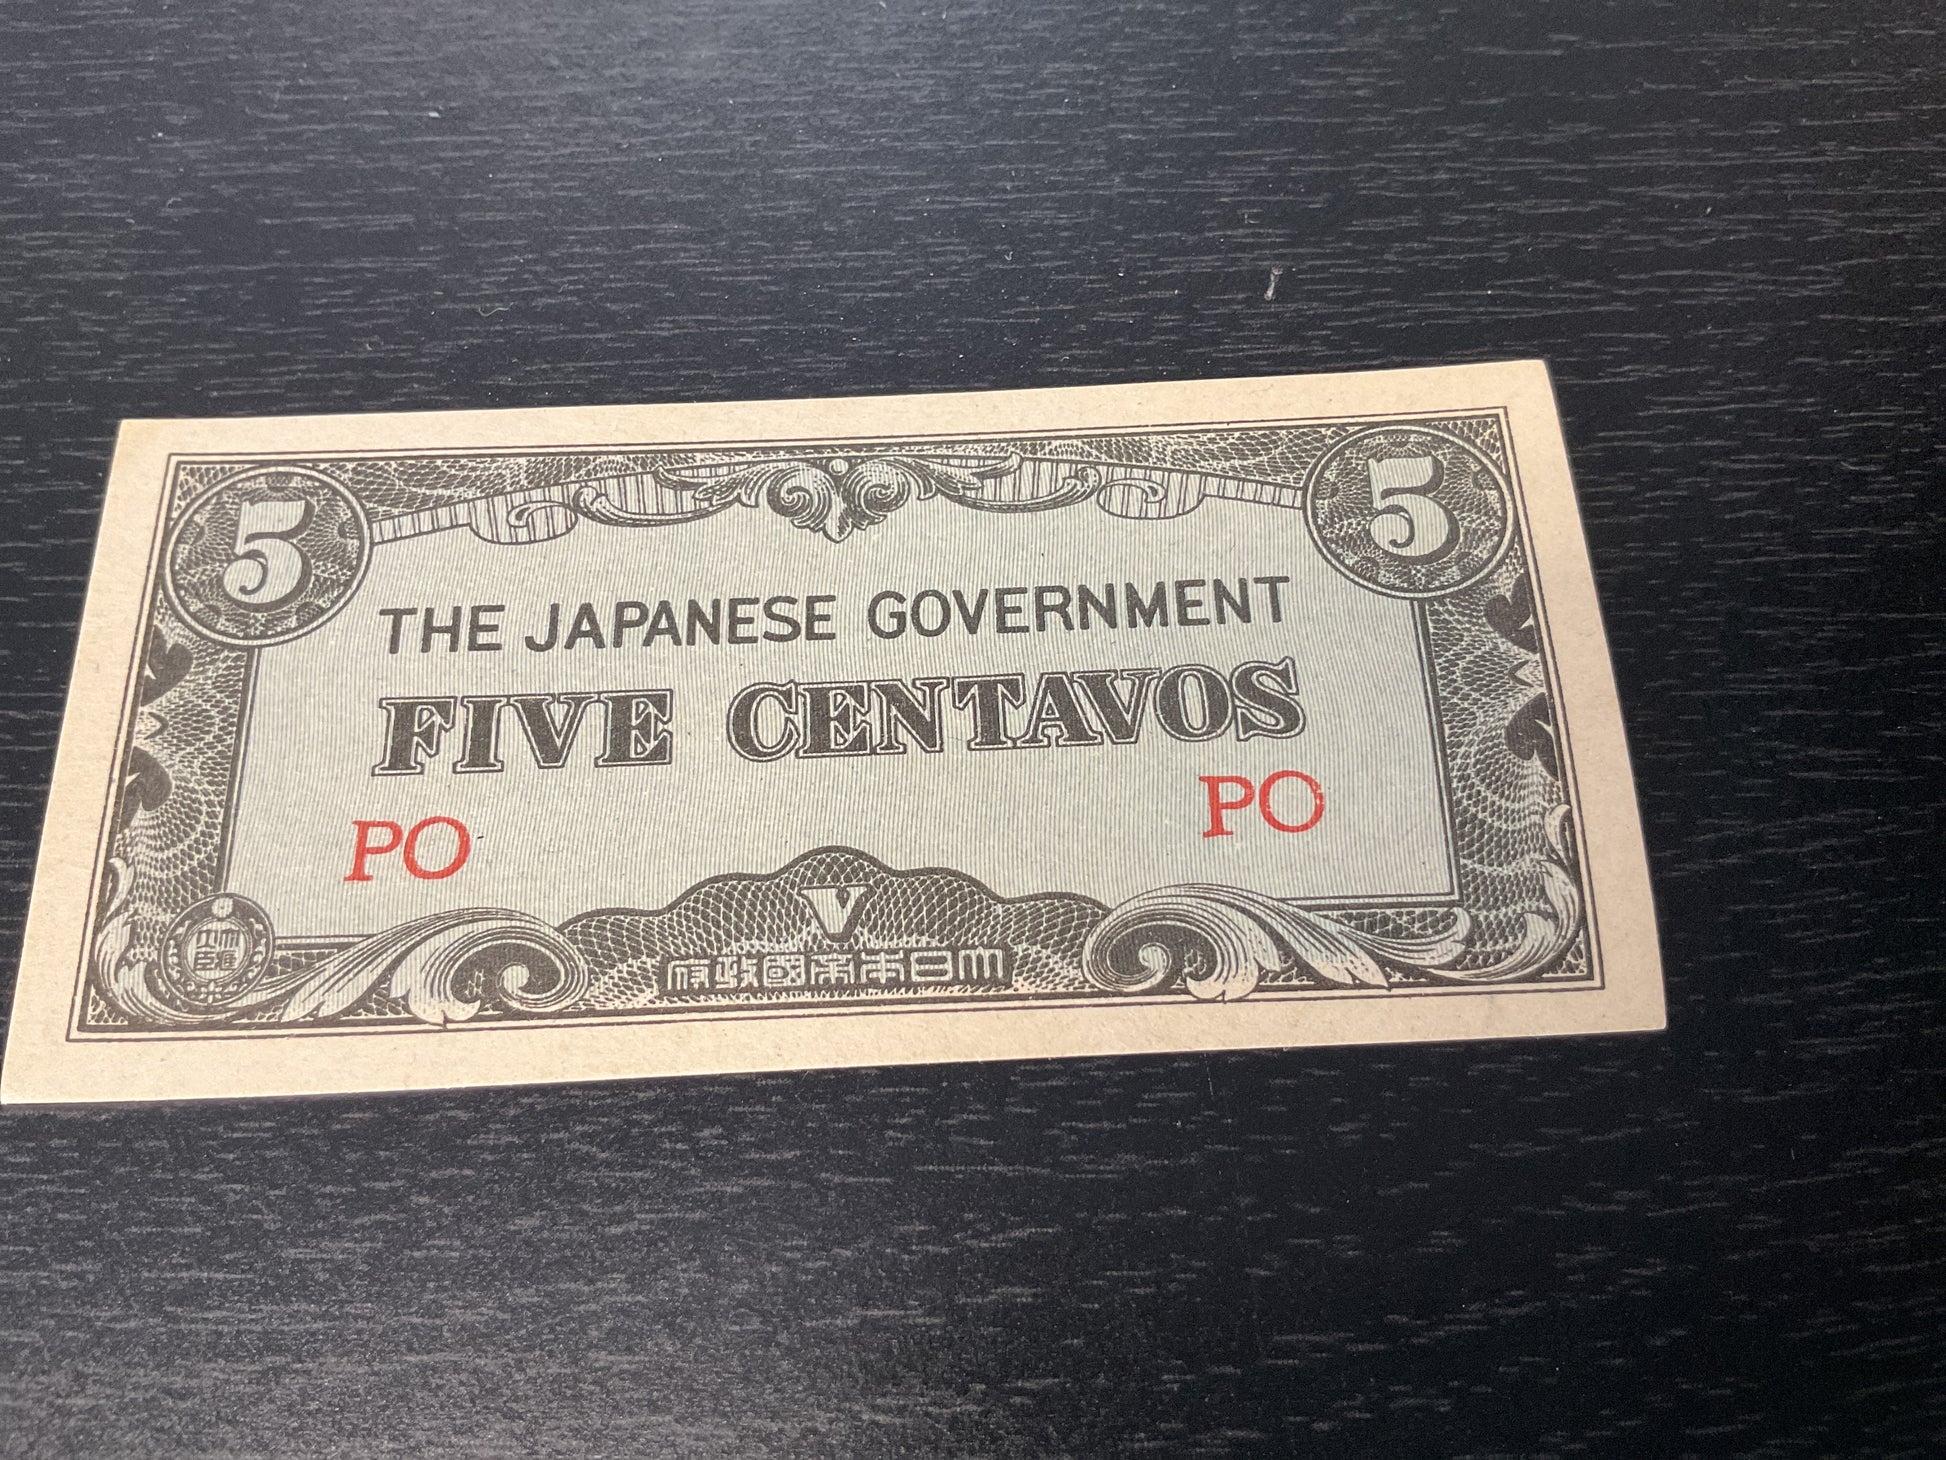 5 5
THE JAPANESE GOVERNMENT
FIVE CENTAVOS
PO PO
V
府政國帝本日大